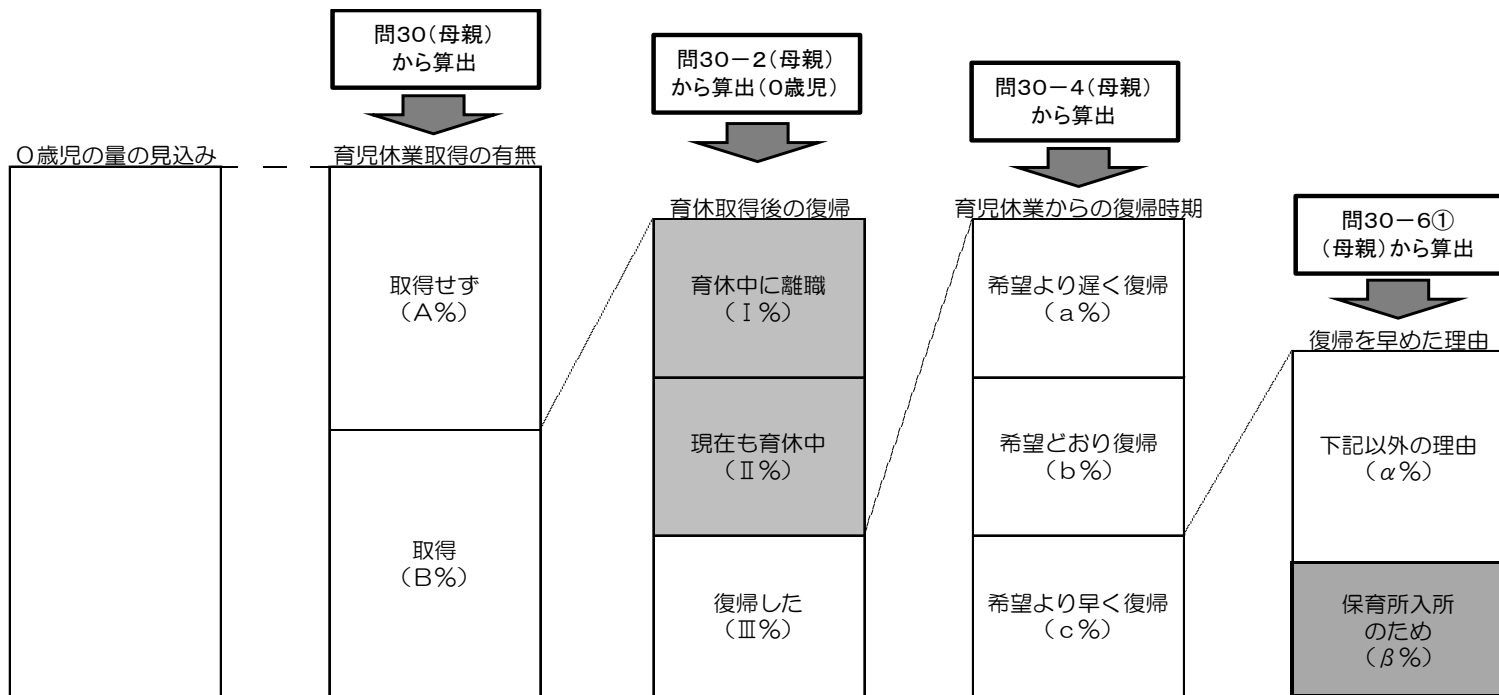 問30(母親)
から算出
問30-2(母親)
から算出(0歳児)
問30-4(母親)
から算出
問30-6①
(母親)から算出
０歳児の量の見込み
育児休業取得の有無
取得せず
(A%)
取得
(B%)
育休取得後の復帰
育休中に離職
(Ⅰ%)
現在も育休中
(Ⅱ%)
復帰した
(Ⅲ%)
育児休業からの復帰時期
希望より遅く復帰
(a%)
希望どおり復帰
(b%)
希望より早く復帰
(c%)
復帰を早めた理由
下記以外の理由
(α%)
保育所入所
のため
(β%)